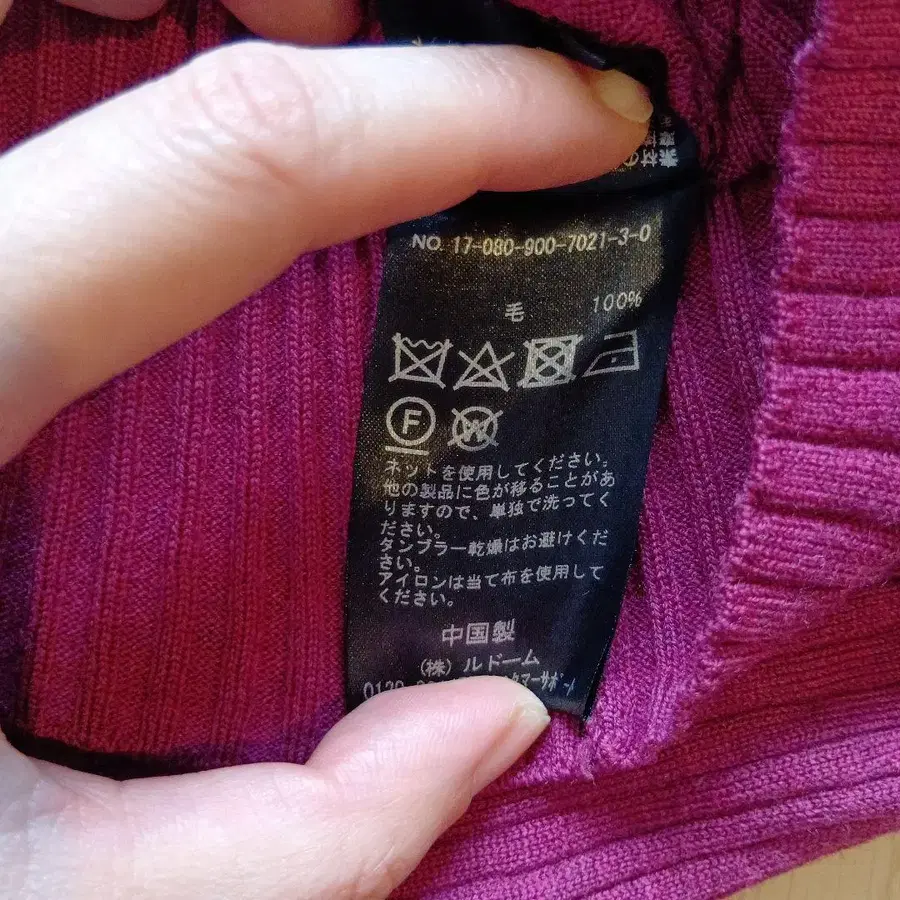 素材の
NO. 17-080-900-7021-3-0
毛 100%
F
W
ネットを使用してください。
他の製品に色が移ることがあ
りますので、単独で洗ってく
ださい。
タンブラー乾燥はお避けくだ
さい。
アイロンは当て布を使用して
ください。
中国製
(株) ルドーム